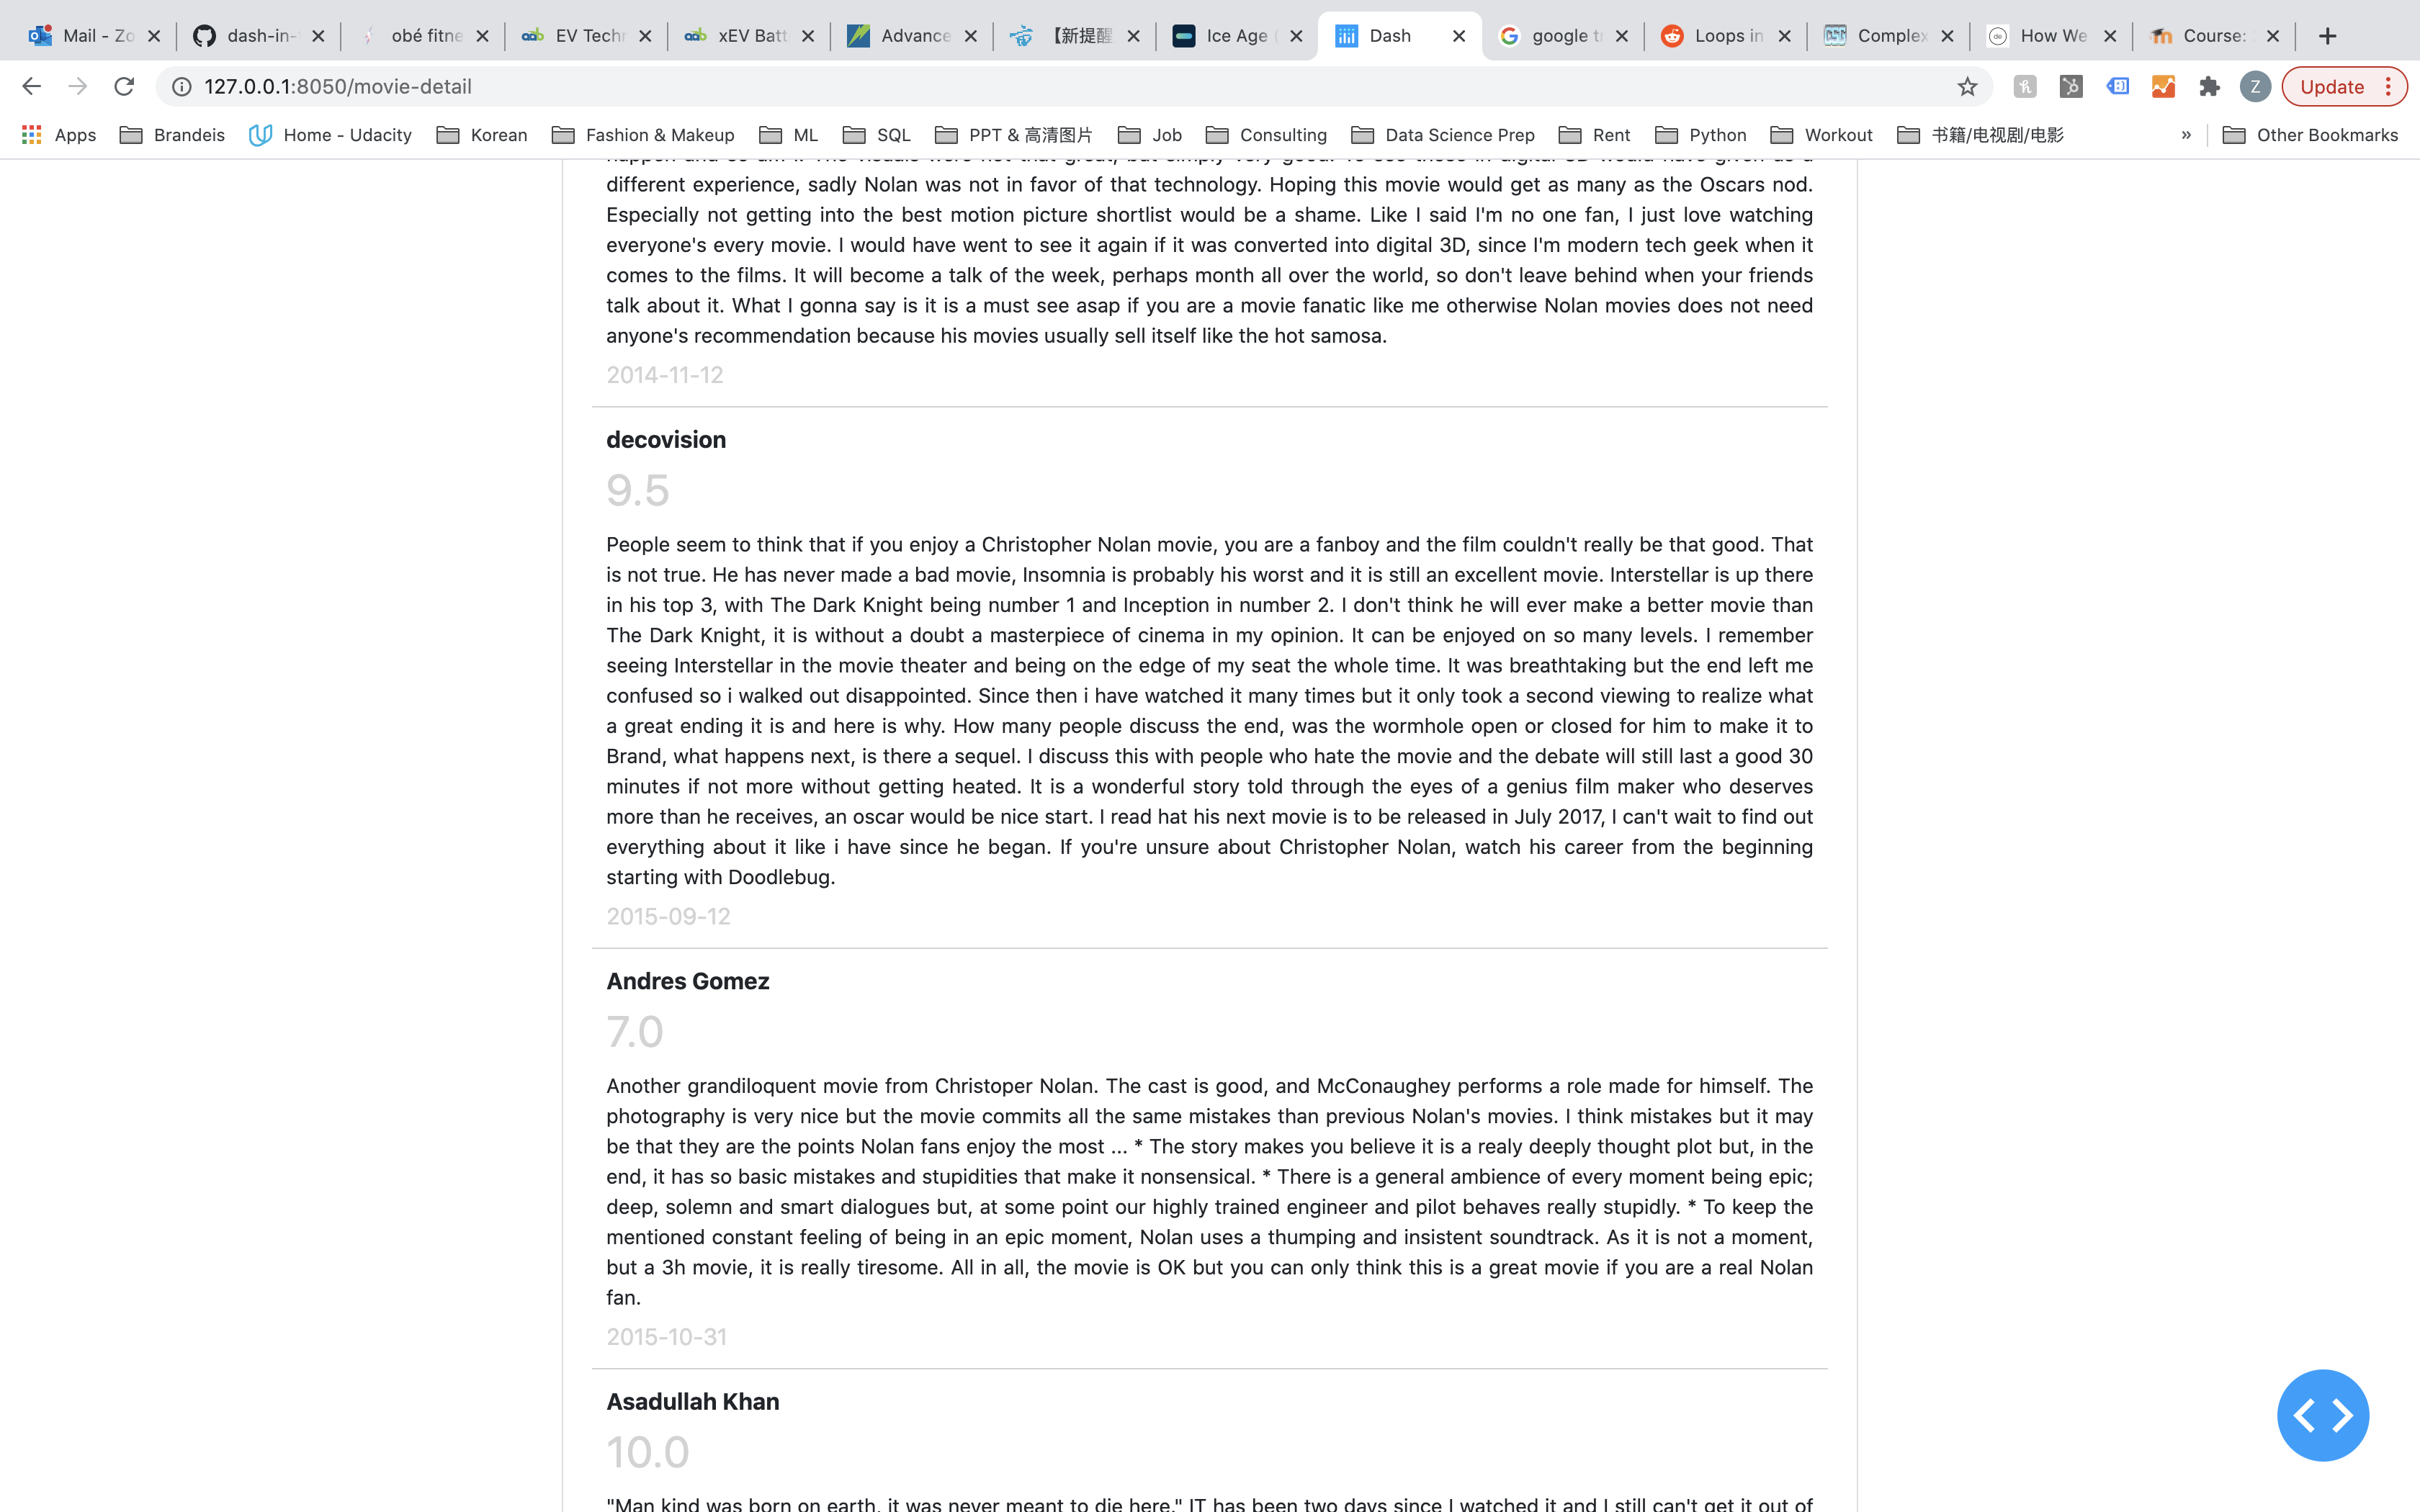 Mail - Zo
dash-in-
obé fitne
EV Techn
xEV Batt
Advance
【新提醒
Ice Age (
Dash
google tr
Loops in
Complex
How We
Course:
127.0.0.1:8050/movie-detail
Z
Update
Apps
Brandeis
Home - Udacity
Korean
Fashion & Makeup
ML
SQL
PPT & 高清图片
Job
Consulting
Data Science Prep
Rent
Python
Workout
书籍/电视剧/电影
»
Other Bookmarks
different experience, sadly Nolan was not in favor of that technology. Hoping this movie would get as many as the Oscars nod.
Especially not getting into the best motion picture shortlist would be a shame. Like I said I'm no one fan, I just love watching
everyone's every movie. I would have went to see it again if it was converted into digital 3D, since I'm modern tech geek when it
comes to the films. It will become a talk of the week, perhaps month all over the world, so don't leave behind when your friends
talk about it. What I gonna say is it is a must see asap if you are a movie fanatic like me otherwise Nolan movies does not need
anyone's recommendation because his movies usually sell itself like the hot samosa.
2014-11-12
decovision
9.5
People seem to think that if you enjoy a Christopher Nolan movie, you are a fanboy and the film couldn't really be that good. That
is not true. He has never made a bad movie, Insomnia is probably his worst and it is still an excellent movie. Interstellar is up there
in his top 3, with The Dark Knight being number 1 and Inception in number 2. I don't think he will ever make a better movie than
The Dark Knight, it is without a doubt a masterpiece of cinema in my opinion. It can be enjoyed on so many levels. I remember
seeing Interstellar in the movie theater and being on the edge of my seat the whole time. It was breathtaking but the end left me
confused so i walked out disappointed. Since then i have watched it many times but it only took a second viewing to realize what
a great ending it is and here is why. How many people discuss the end, was the wormhole open or closed for him to make it to
Brand, what happens next, is there a sequel. I discuss this with people who hate the movie and the debate will still last a good 30
minutes if not more without getting heated. It is a wonderful story told through the eyes of a genius film maker who deserves
more than he receives, an oscar would be nice start. I read hat his next movie is to be released in July 2017, I can't wait to find out
everything about it like i have since he began. If you're unsure about Christopher Nolan, watch his career from the beginning
starting with Doodlebug.
2015-09-12
Andres Gomez
7.0
Another grandiloquent movie from Christoper Nolan. The cast is good, and McConaughey performs a role made for himself. The
photography is very nice but the movie commits all the same mistakes than previous Nolan's movies. I think mistakes but it may
be that they are the points Nolan fans enjoy the most ... * The story makes you believe it is a realy deeply thought plot but, in the
end, it has so basic mistakes and stupidities that make it nonsensical. * There is a general ambience of every moment being epic;
deep, solemn and smart dialogues but, at some point our highly trained engineer and pilot behaves really stupidly. * To keep the
mentioned constant feeling of being in an epic moment, Nolan uses a thumping and insistent soundtrack. As it is not a moment,
but a 3h movie, it is really tiresome. All in all, the movie is OK but you can only think this is a great movie if you are a real Nolan
fan.
2015-10-31
Asadullah Khan
10.0
"Man kind was born on earth, it was never meant to die here." IT has been two days since I watched it and I still can't get it out of